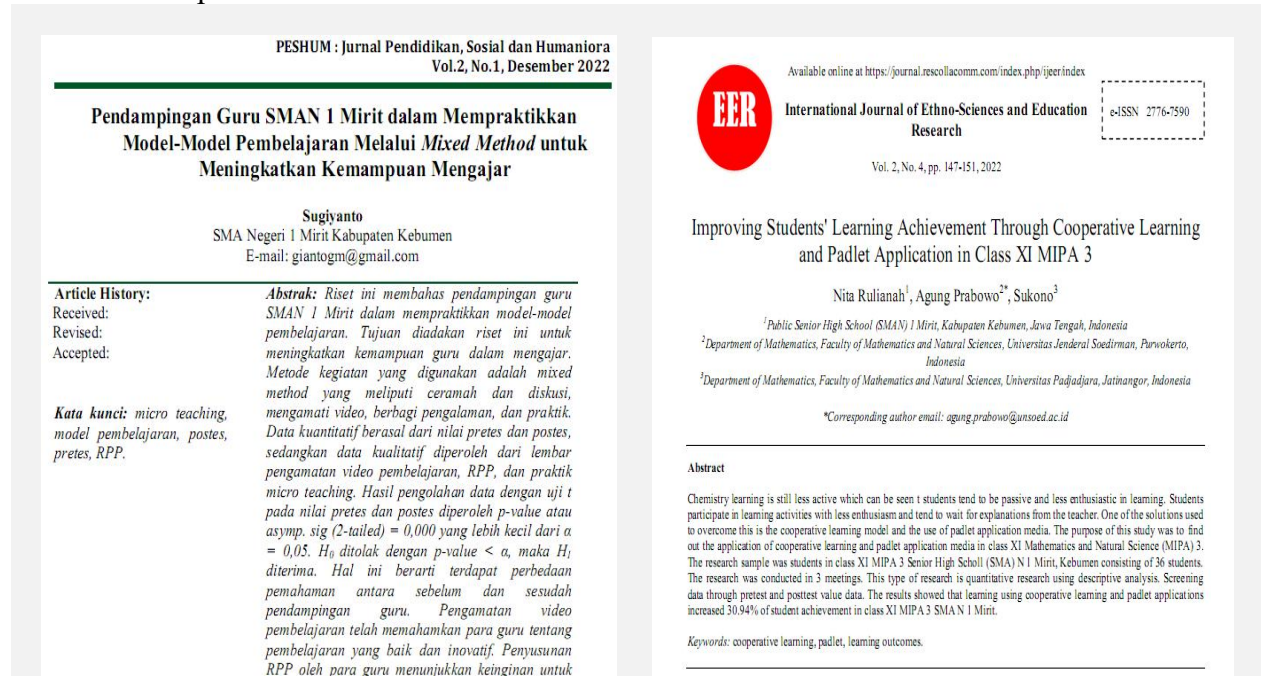 PESHUM : Jurnal Pendidikan, Sosial dan Humaniora
Vol.2, No.1, Desember 2022
Pendampingan Guru SMAN 1 Mirit dalam Mempraktikkan
Model-Model Pembelajaran Melalui Mixed Method untuk
Meningkatkan Kemampuan Mengajar
Sugiyanto
SMA Negeri 1 Mirit Kabupaten Kebumen
E-mail: giantogm@gmail.com
Article History:
Received:
Revised:
Accepted:
Kata kunci: micro teaching,
model pembelajaran, postes,
pretes, RPP.
Abstrak: Riset ini membahas pendampingan guru
SMAN 1 Mirit dalam mempraktikkan model-model
pembelajaran. Tujuan diadakan riset ini untuk
meningkatkan kemampuan guru dalam mengajar.
Metode kegiatan yang digunakan adalah mixed
method yang meliputi ceramah dan diskusi,
mengamati video, berbagi pengalaman, dan praktik.
Data kuantitatif berasal dari nilai pretes dan postes,
sedangkan data kualitatif diperoleh dari lembar
pengamatan video pembelajaran, RPP, dan praktik
micro teaching. Hasil pengolahan data dengan uji t
pada nilai pretes dan postes diperoleh p-value atau
asymp. sig (2-tailed) = 0,000 yang lebih kecil dari α
= 0,05. H0 ditolak dengan p-value < α, maka H1
diterima. Hal ini berarti terdapat perbedaan
pemahaman antara sebelum dan sesudah
pendampingan guru. Pengamatan video
pembelajaran telah memahamkan para guru tentang
pembelajaran yang baik dan inovatif. Penyusunan
RPP oleh para guru menunjukkan keinginan untuk
EER
Available online at https://journal.rescollacomm.com/index.php/ijeer/index
International Journal of Ethno-Sciences and Education
Research
e-ISSN 2776-7590
Vol. 2, No. 4, pp. 147-151, 2022
Improving Students' Learning Achievement Through Cooperative Learning
and Padlet Application in Class XI MIPA 3
Nita Rulianah1, Agung Prabowo2*, Sukono3
1Public Senior High School (SMAN) 1 Mirit, Kabupaten Kebumen, Jawa Tengah, Indonesia
2Department of Mathematics, Faculty of Mathematics and Natural Sciences, Universitas Jenderal Soedirman, Purwokerto,
Indonesia
3Department of Mathematics, Faculty of Mathematics and Natural Sciences, Universitas Padjadjara, Jatinangor, Indonesia
*Corresponding author email: agung.prabowo@unsoed.ac.id
Abstract
Chemistry learning is still less active which can be seen t students tend to be passive and less enthusiastic in learning. Students
participate in learning activities with less enthusiasm and tend to wait for explanations from the teacher. One of the solutions used
to overcome this is the cooperative learning model and the use of padlet application media. The purpose of this study was to find
out the application of cooperative learning and padlet application media in class XI Mathematics and Natural Science (MIPA) 3.
The research sample was students in class XI MIPA 3 Senior High Scholl (SMA) N 1 Mirit, Kebumen consisting of 36 students.
The research was conducted in 3 meetings. This type of research is quantitative research using descriptive analysis. Screening
data through pretest and posttest value data. The results showed that learning using cooperative learning and padlet applications
increased 30.94% of student achievement in class XI MIPA 3 SMA N 1 Mirit.
Keywords: cooperative learning, padlet, learning outcomes.